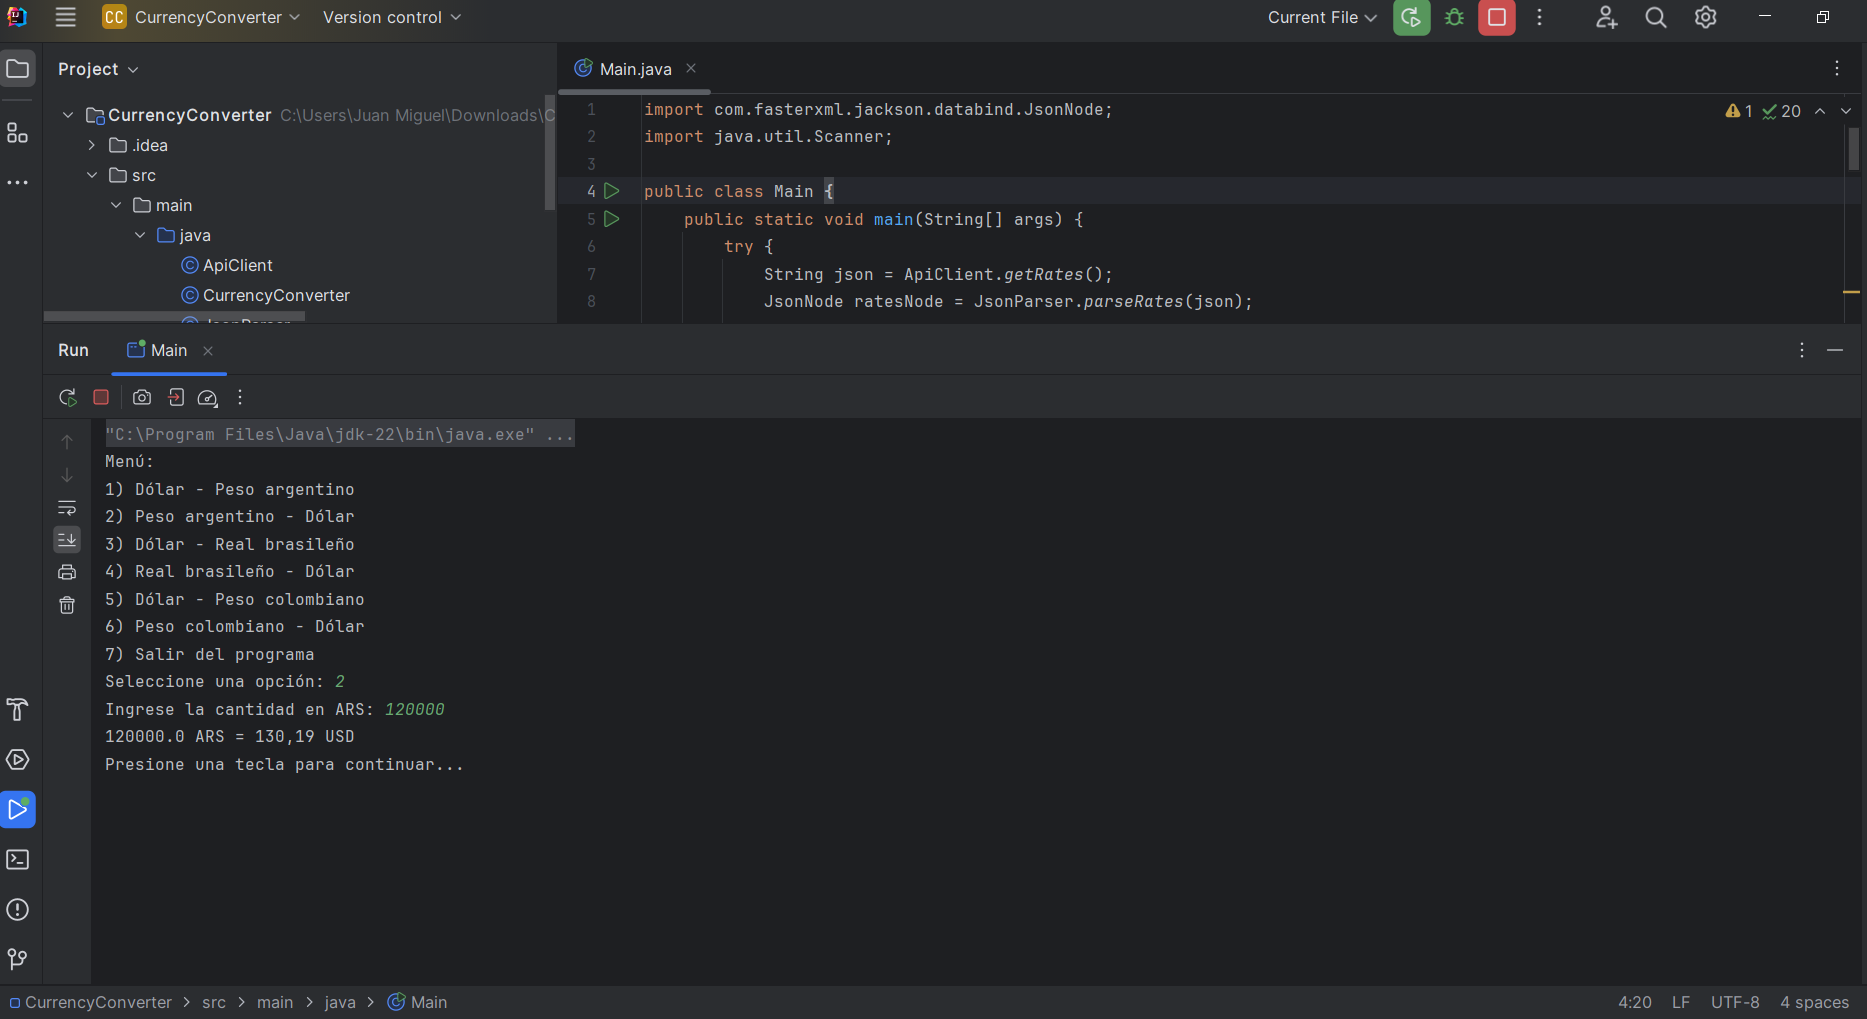 CC CurrencyConverter Version control Current File
Project
Main.java
CurrencyConverter C:\Users\Juan Miguel\Downloads\C
.idea
src
main
java
ApiClient
CurrencyConverter
JsonParser
1 import com.fasterxml.jackson.databind.JsonNode;
2 import java.util.Scanner;
3
4 public class Main {
5 public static void main(String[] args) {
6 try {
7 String json = ApiClient.getRates();
8 JsonNode ratesNode = JsonParser.parseRates(json);
1 20
Run Main
"C:\Program Files\Java\jdk-22\bin\java.exe" ...
Menú:
1) Dólar - Peso argentino
2) Peso argentino - Dólar
3) Dólar - Real brasileño
4) Real brasileño - Dólar
5) Dólar - Peso colombiano
6) Peso colombiano - Dólar
7) Salir del programa
Seleccione una opción: 2
Ingrese la cantidad en ARS: 120000
120000.0 ARS = 130,19 USD
Presione una tecla para continuar...
CurrencyConverter > src > main > java > Main 4:20 LF UTF-8 4 spaces